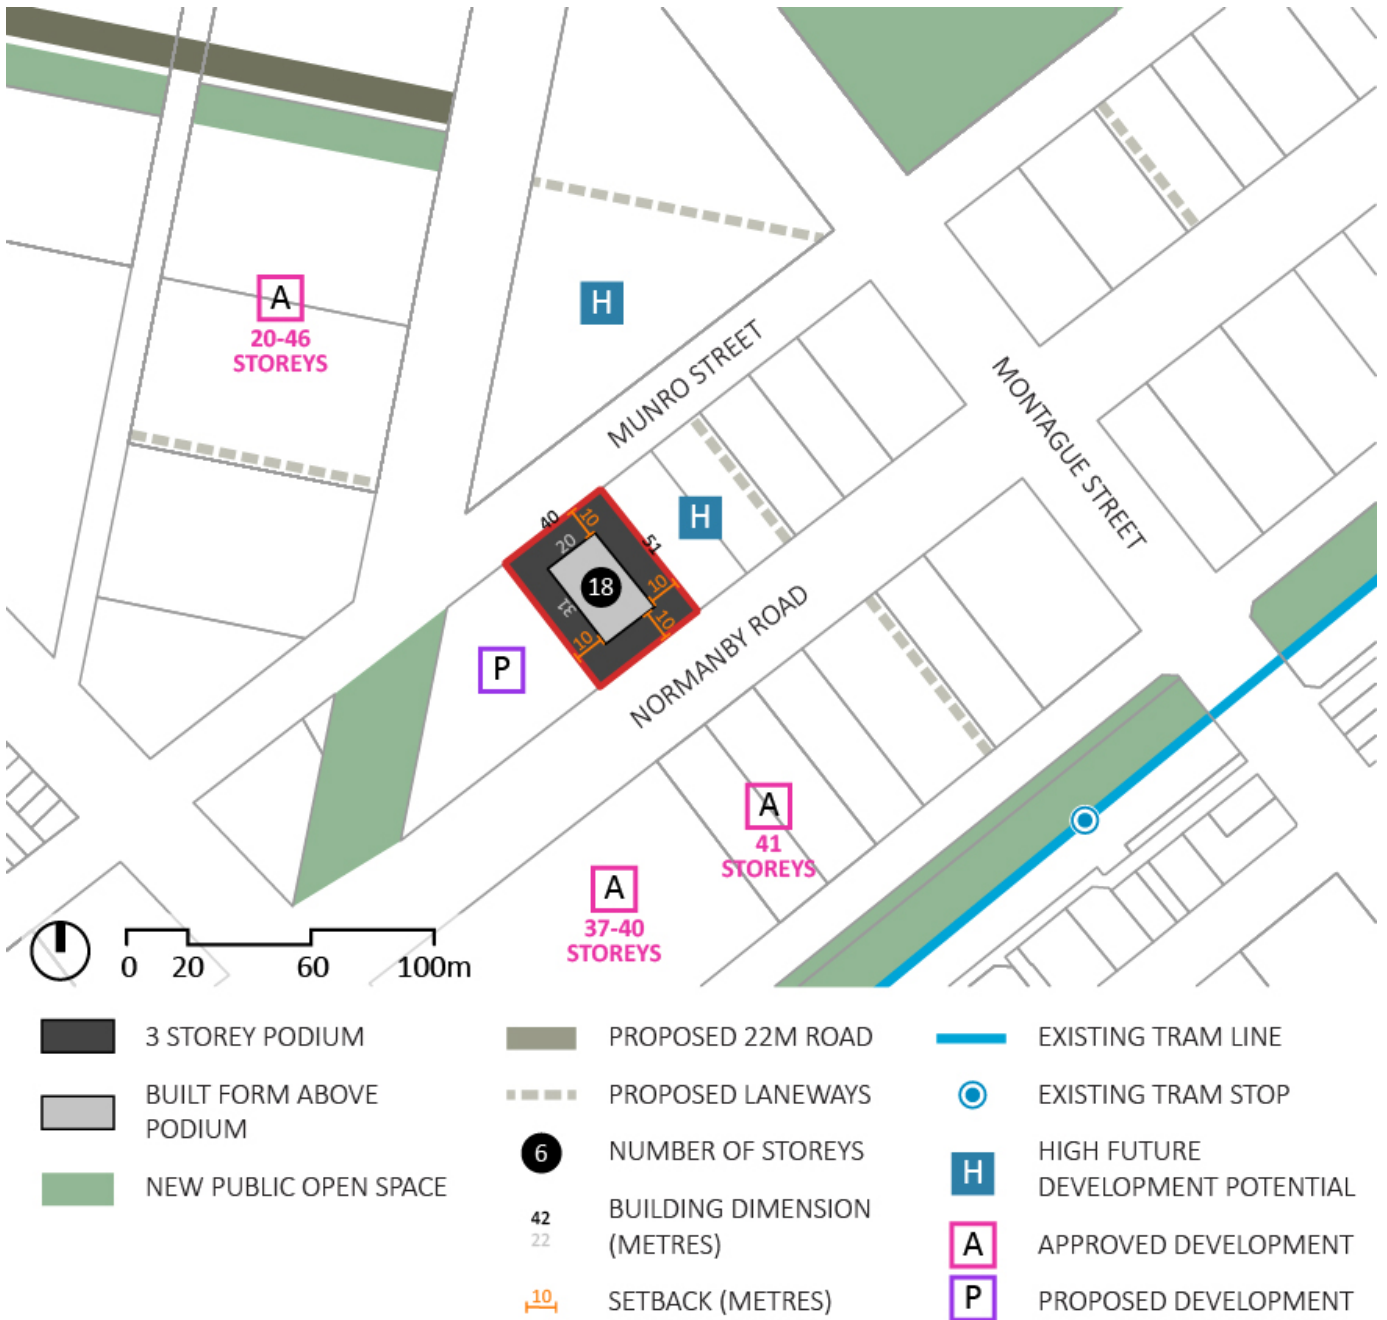 A
20-46
STOREYS
H
MUNRO STREET
MONTAGUE STREET
H
40
10
20
51
18
31
10
10
10
P
NORMANBY ROAD
A
41
STOREYS
A
37-40
STOREYS
0 20 60 100m
3 STOREY PODIUM
BUILT FORM ABOVE
PODIUM
NEW PUBLIC OPEN SPACE
PROPOSED 22M ROAD
PROPOSED LANEWAYS
6
NUMBER OF STOREYS
42
22
BUILDING DIMENSION
(METRES)
10
SETBACK (METRES)
EXISTING TRAM LINE
EXISTING TRAM STOP
H
HIGH FUTURE
DEVELOPMENT POTENTIAL
A
APPROVED DEVELOPMENT
P
PROPOSED DEVELOPMENT